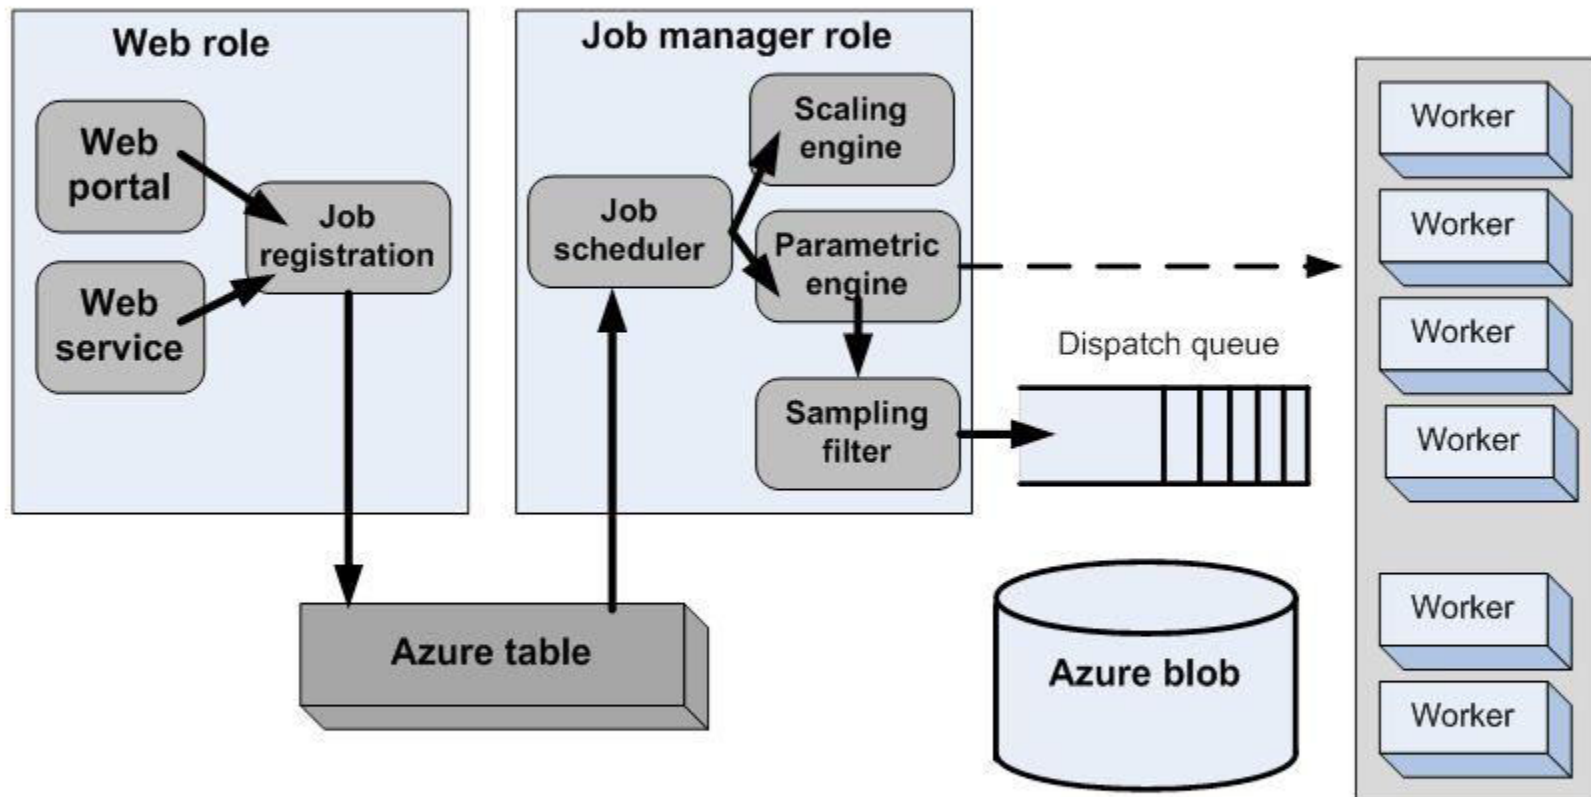 Web role
Web
portal
Web
service
Job
registration
Job manager role
Scaling
engine
Job
scheduler
Parametric
engine
Sampling
filter
Dispatch queue
Azure table
Azure blob
Worker
Worker
Worker
Worker
Worker
Worker